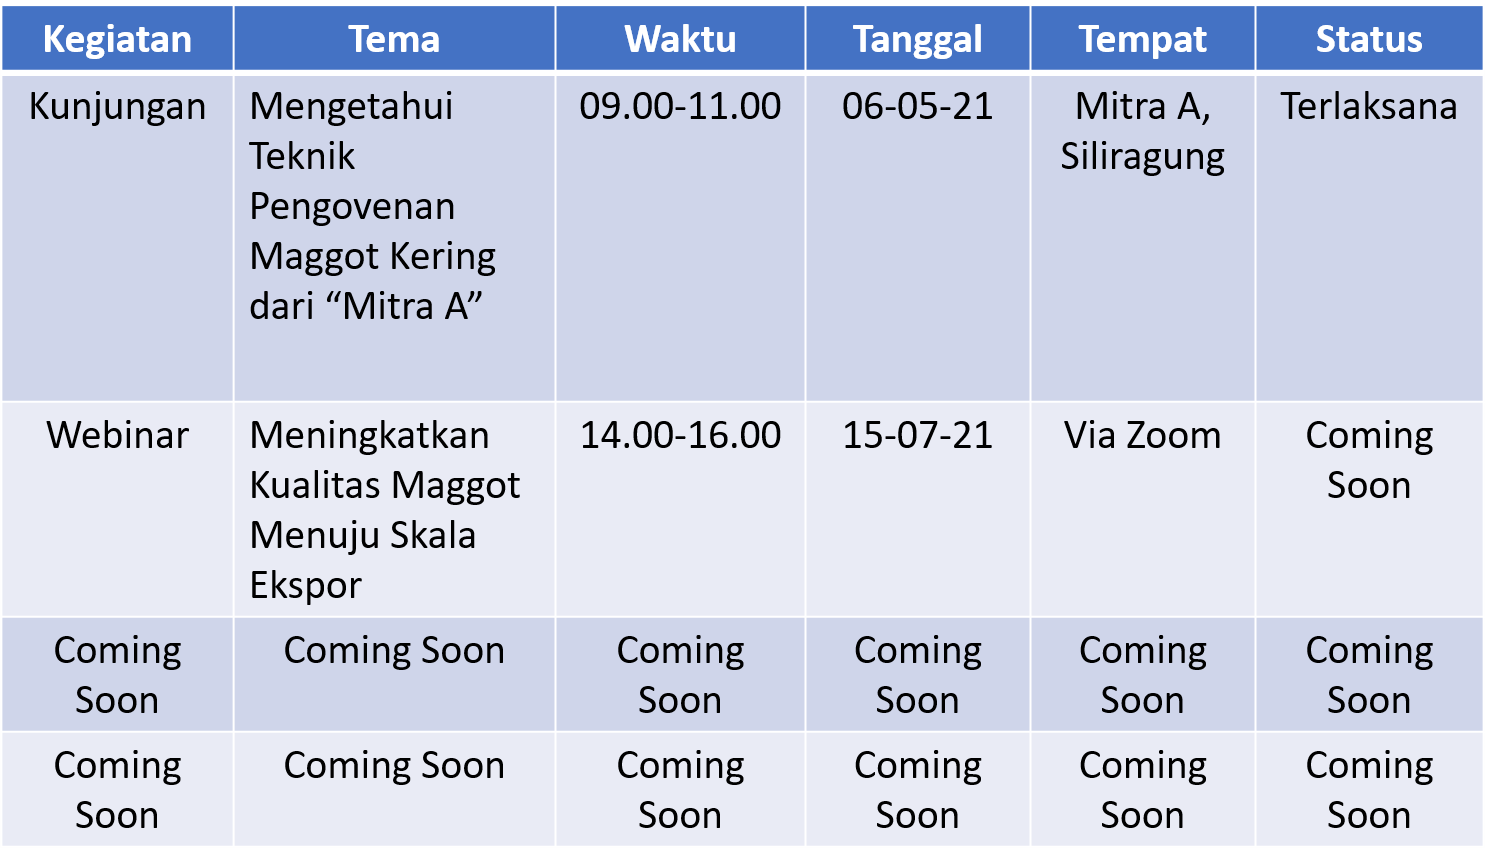 Kegiatan Tema Waktu Tanggal Tempat Status
Kunjungan
Mengetahui
Teknik
Pengovenan
Maggot Kering
dari “Mitra A”
09.00-11.00
06-05-21
Mitra A,
Siliragung
Terlaksana
Webinar
Meningkatkan
Kualitas Maggot
Menuju Skala
Ekspor
14.00-16.00
15-07-21
Via Zoom
Coming
Soon
Coming
Soon
Coming Soon
Coming
Soon
Coming
Soon
Coming
Soon
Coming
Soon
Coming
Soon
Coming Soon
Coming
Soon
Coming
Soon
Coming
Soon
Coming
Soon